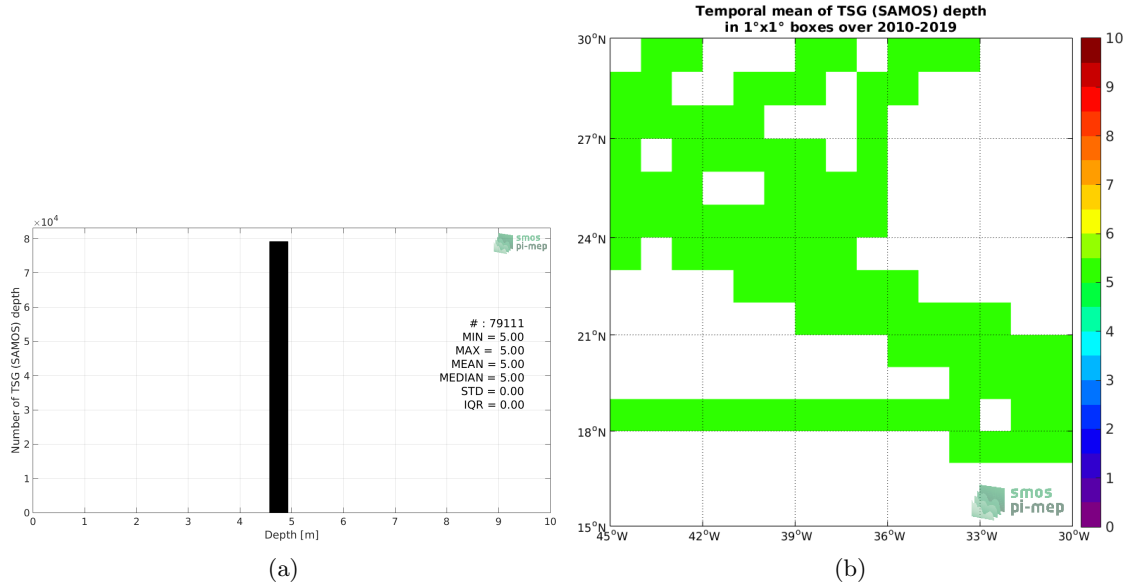 ×10⁴
8
7
6
5
4
3
2
1
0
Number of TSG (SAMOS) depth
smos
pi-mep
# : 79111
MIN = 5.00
MAX = 5.00
MEAN = 5.00
MEDIAN = 5.00
STD = 0.00
IQR = 0.00
0 1 2 3 4 5 6 7 8 9 10
Depth [m]
(a)
Temporal mean of TSG (SAMOS) depth
in 1°x1° boxes over 2010-2019
30°N
27°N
24°N
21°N
18°N
15°N
45°W 42°W 39°W 36°W 33°W 30°W
smos
pi-mep
10
9
8
7
6
5
4
3
2
1
0
(b)